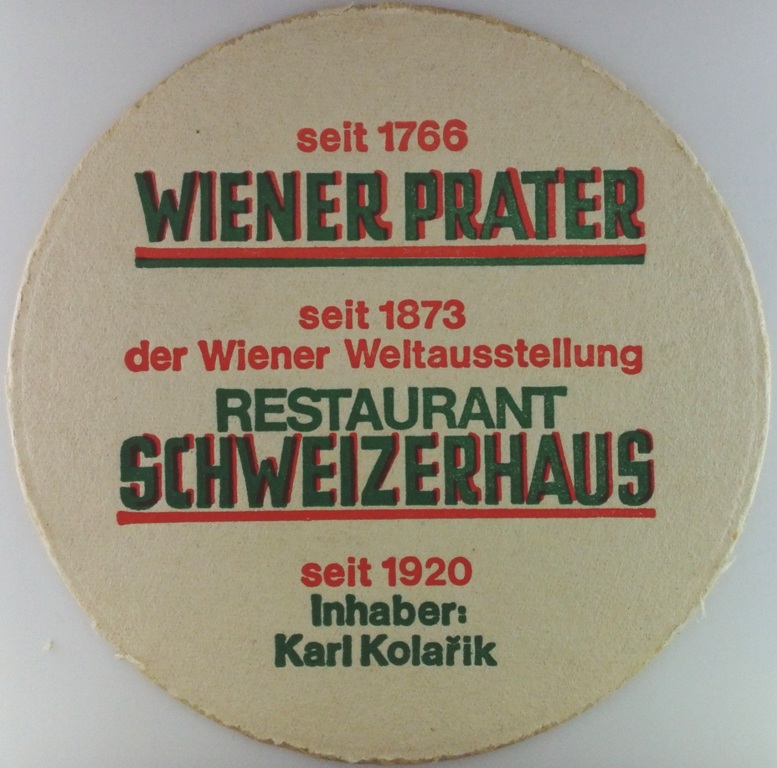 seit 1766
WIENER PRATER
seit 1873
der Wiener Weltausstellung
RESTAURANT
SCHWEIZERHAUS
seit 1920
Inhaber:
Karl Kolařik